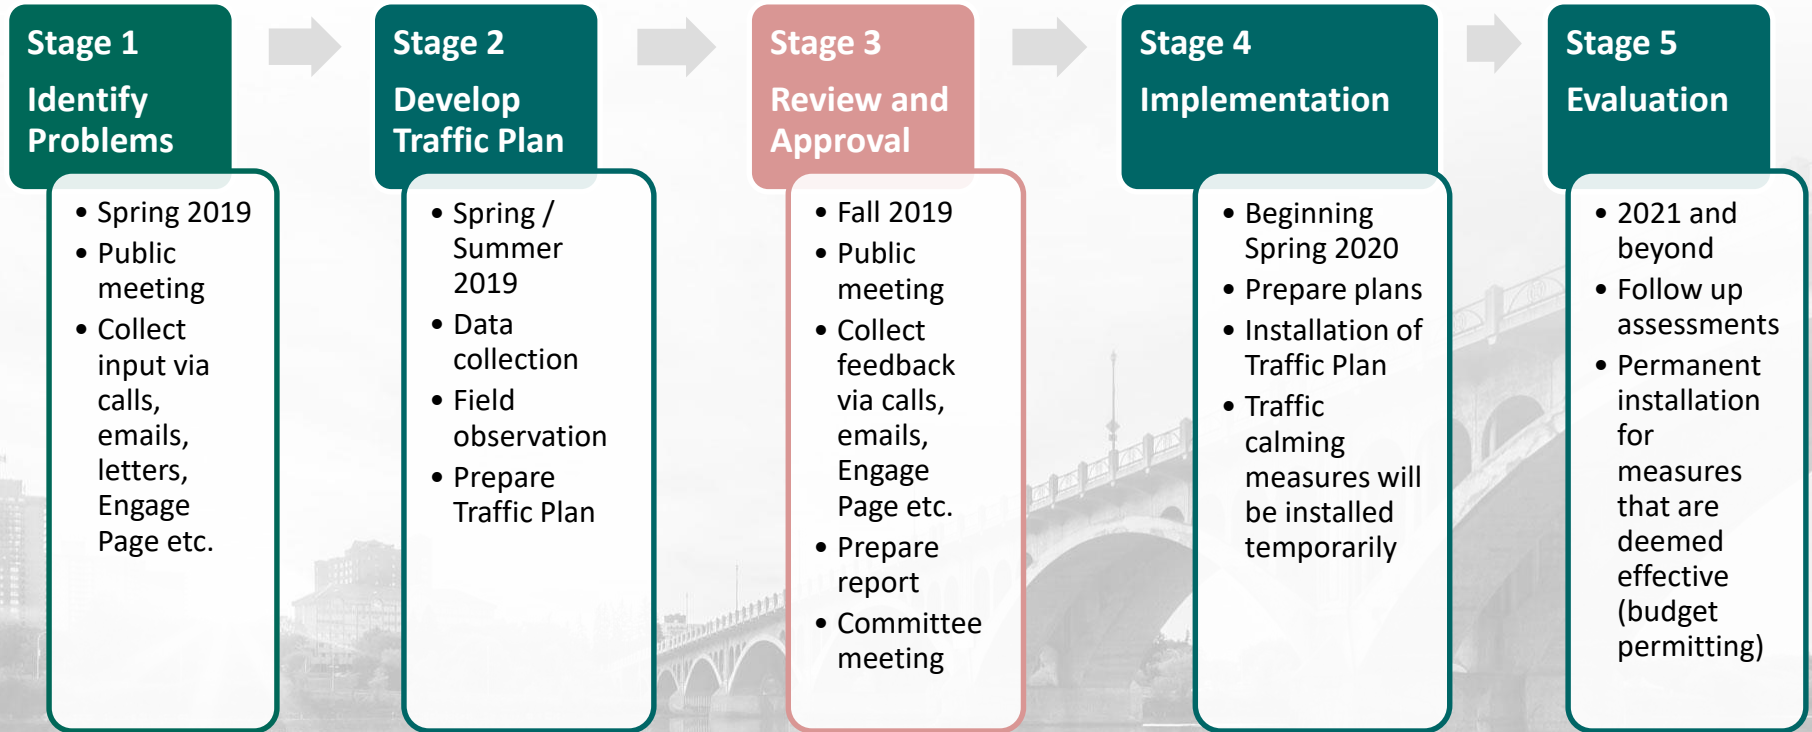 Stage 1
Identify
Problems
• Spring 2019
• Public
meeting
• Collect
input via
calls,
emails,
letters,
Engage
Page etc.
Stage 2
Develop
Traffic Plan
• Spring /
Summer
2019
• Data
collection
• Field
observation
• Prepare
Traffic Plan
Stage 3
Review and
Approval
• Fall 2019
• Public
meeting
• Collect
feedback
via calls,
emails,
Engage
Page etc.
• Prepare
report
• Committee
meeting
Stage 4
Implementation
• Beginning
Spring 2020
• Prepare plans
• Installation of
Traffic Plan
• Traffic
calming
measures will
be installed
temporarily
Stage 5
Evaluation
• 2021 and
beyond
• Follow up
assessments
• Permanent
installation
for
measures
that are
deemed
effective
(budget
permitting)